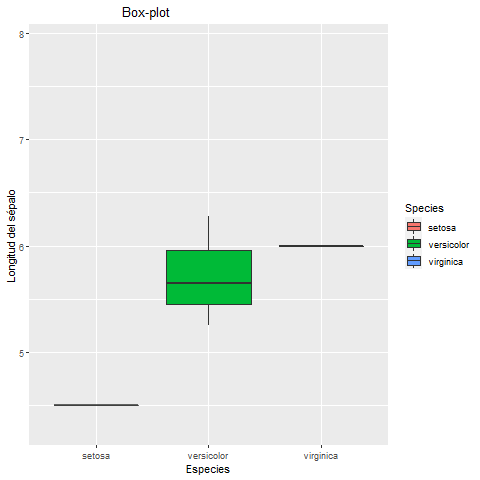 Box-plot
Longitud del sépalo
8
7
6
5
setosa versicolor virginica
Especies
Species
setosa
versicolor
virginica